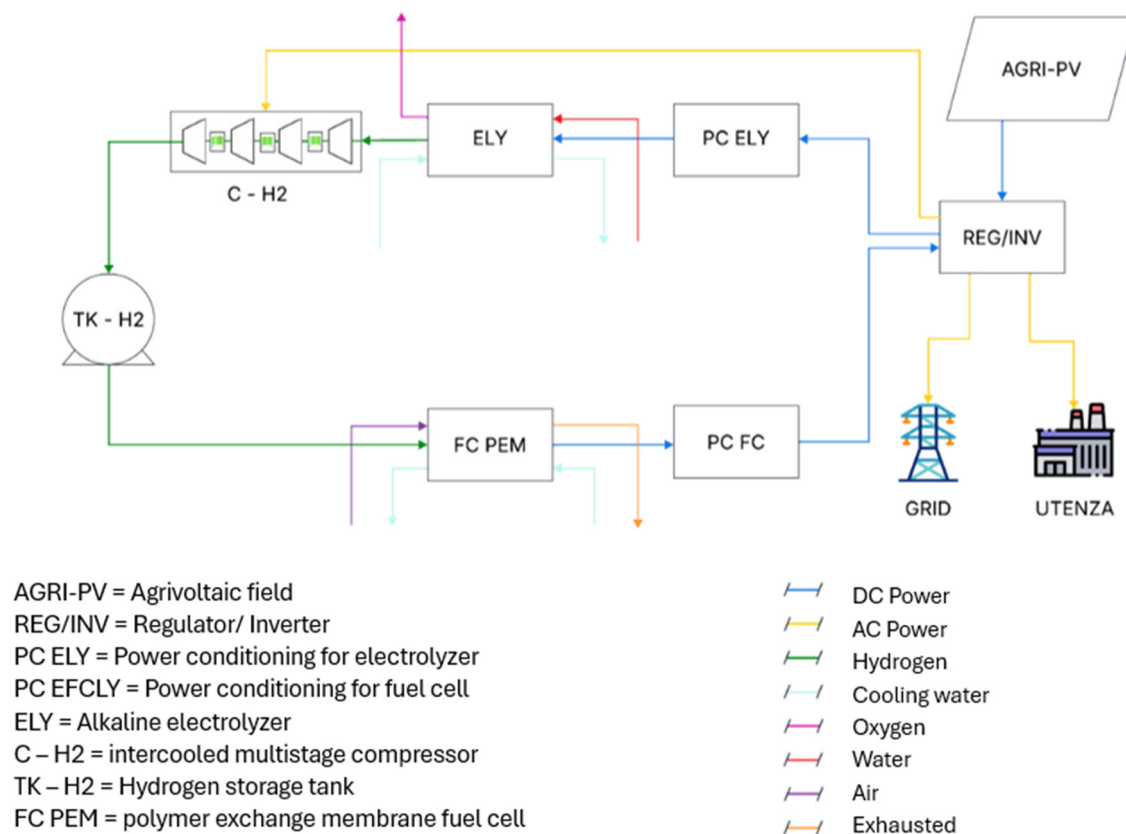 AGRI-PV
ELY
PC ELY
C - H2
REG/INV
TK - H2
FC PEM
PC FC
GRID
UTENZA
AGRI-PV = Agrivoltaic field
REG/INV = Regulator/ Inverter
PC ELY = Power conditioning for electrolyzer
PC EFCLY = Power conditioning for fuel cell
ELY = Alkaline electrolyzer
C – H2 = intercooled multistage compressor
TK – H2 = Hydrogen storage tank
FC PEM = polymer exchange membrane fuel cell
DC Power
AC Power
Hydrogen
Cooling water
Oxygen
Water
Air
Exhausted